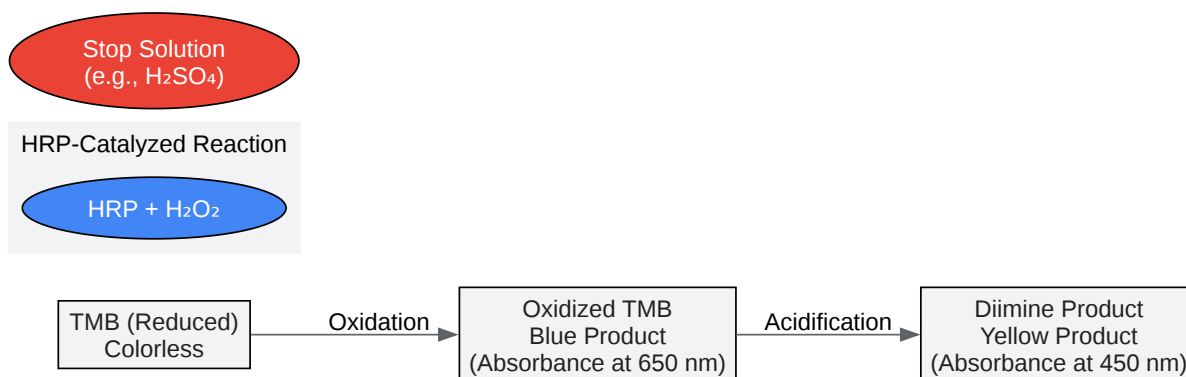 Stop Solution
(e.g., H₂SO₄)
HRP-Catalyzed Reaction
HRP + H₂O₂
TMB (Reduced)
Colorless
Oxidation
Oxidized TMB
Blue Product
(Absorbance at 650 nm)
Acidification
Diimine Product
Yellow Product
(Absorbance at 450 nm)